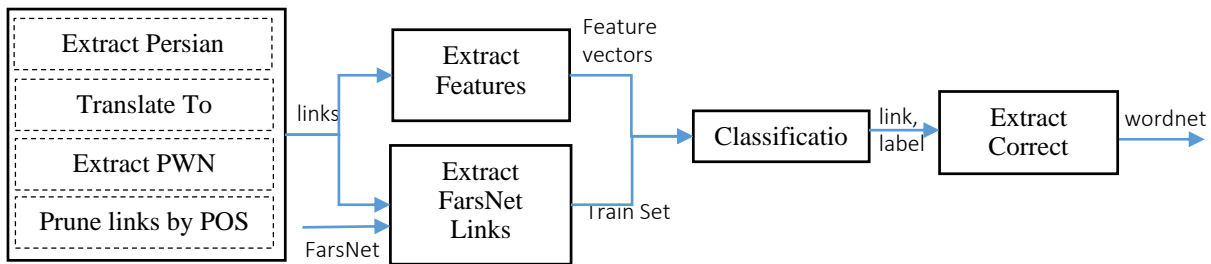 Extract Persian
Translate To
Extract PWN
Prune links by POS
links
FarsNet
Extract
Features
Extract
FarsNet
Links
Feature
vectors
Train Set
Classificatio
link,
label
Extract
Correct
wordnet